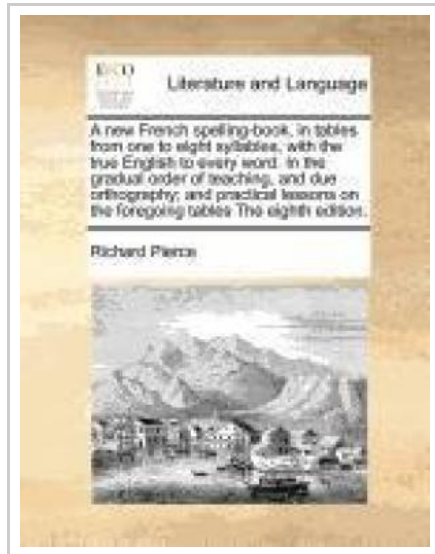 ECCO
Literature and Language
A new French spelling-book, in tables
from one to eight syllables, with the
true English to every word. In the
gradual order of teaching, and due
orthography; and practical lessons on
the foregoing tables The eighth edition.
Richard Pierce